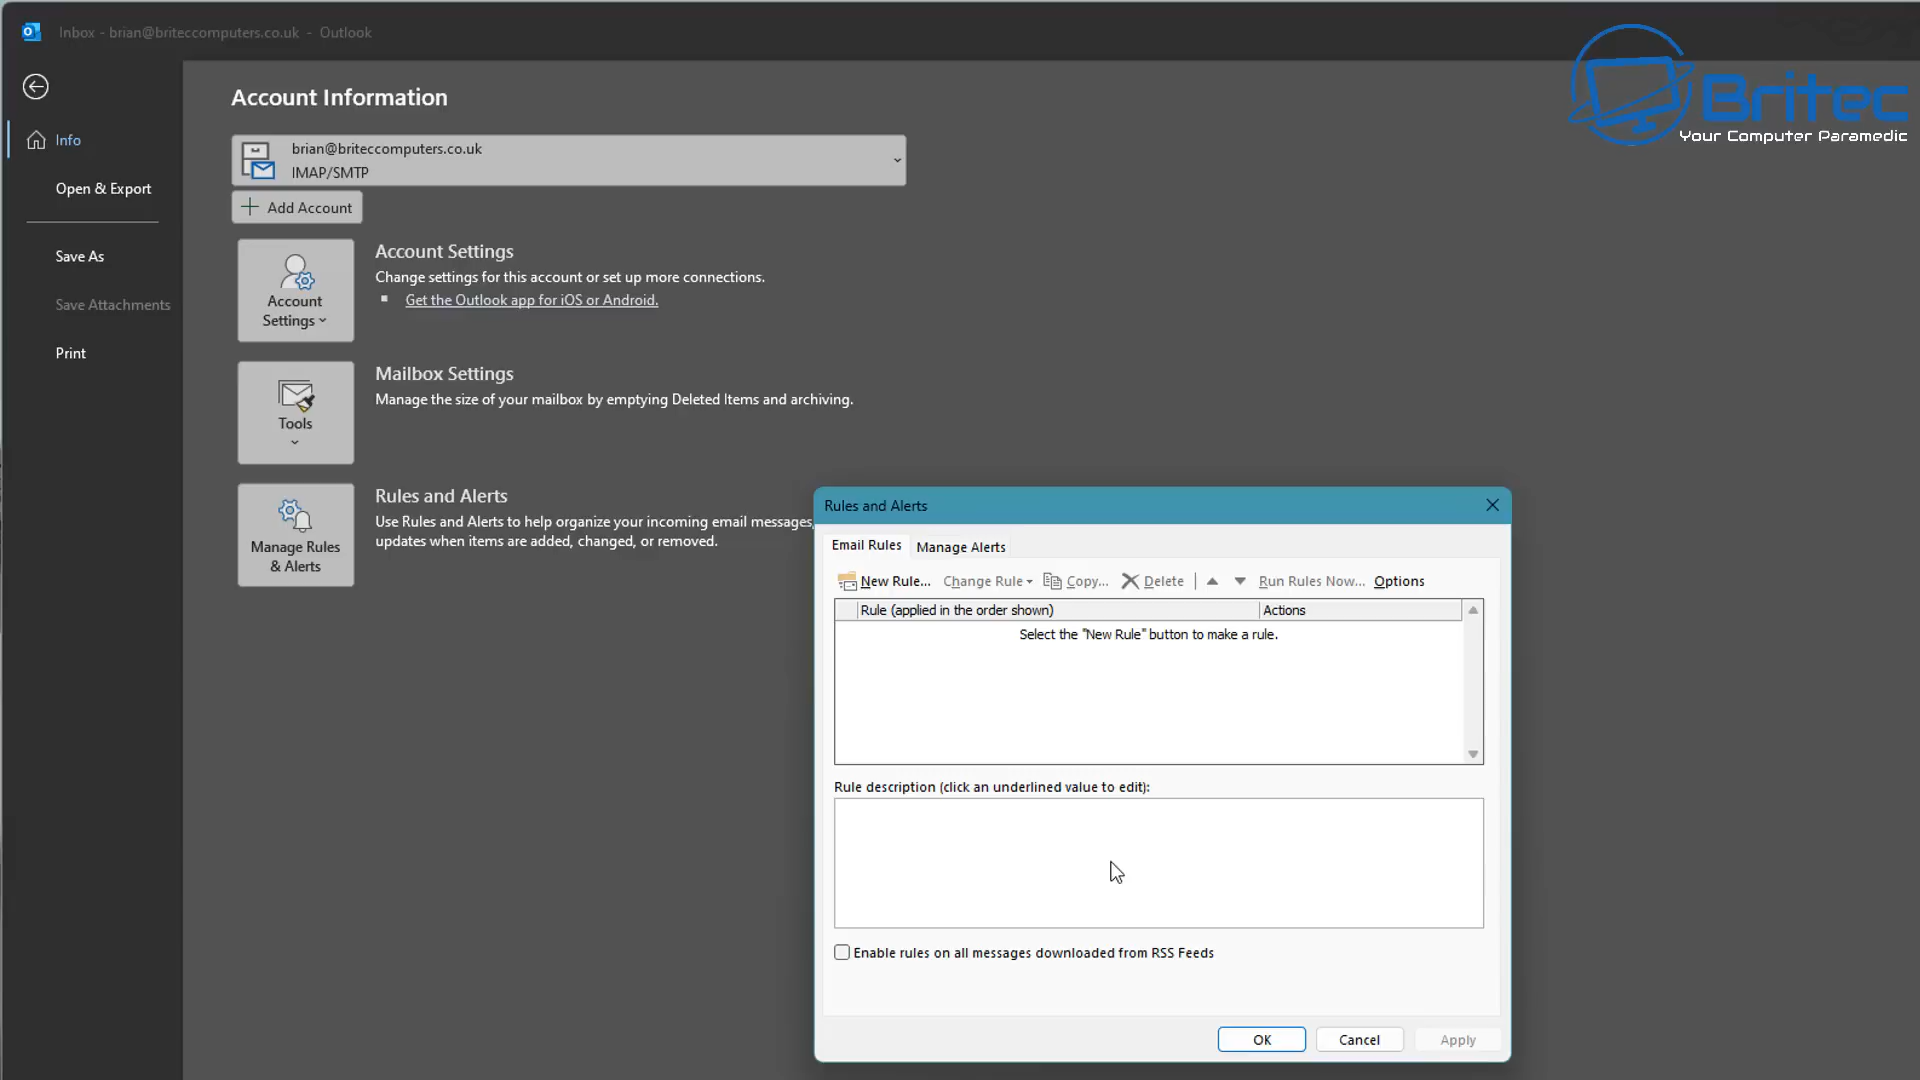 Inbox - brian@briteccomputers.co.uk - Outlook
Britec
Your Computer Paramedic
Info
Open & Export
Save As
Save Attachments
Print
Account Information
brian@briteccomputers.co.uk
IMAP/SMTP
Add Account
Account Settings
Account Settings
Change settings for this account or set up more connections.
Get the Outlook app for iOS or Android.
Tools
Mailbox Settings
Manage the size of your mailbox by emptying Deleted Items and archiving.
Manage Rules
& Alerts
Rules and Alerts
Use Rules and Alerts to help organize your incoming email messages,
updates when items are added, changed, or removed.
Rules and Alerts
Email Rules
Manage Alerts
New Rule... Change Rule Copy... Delete Run Rules Now... Options
Rule (applied in the order shown) Actions
Select the "New Rule" button to make a rule.
Rule description (click an underlined value to edit):
Enable rules on all messages downloaded from RSS Feeds
OK Cancel Apply